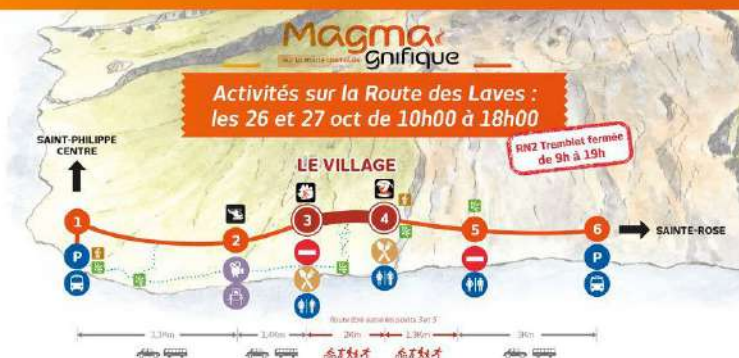 Magma
gnifique
Activités sur la Route des Laves :
les 26 et 27 oct de 10h00 à 18h00
SAINT-PHILIPPE
CENTRE
RN2 Tremblet fermée
de 9h à 19h
LE VILLAGE
1
2
3
4
5
6
SAINTE-ROSE
P
P